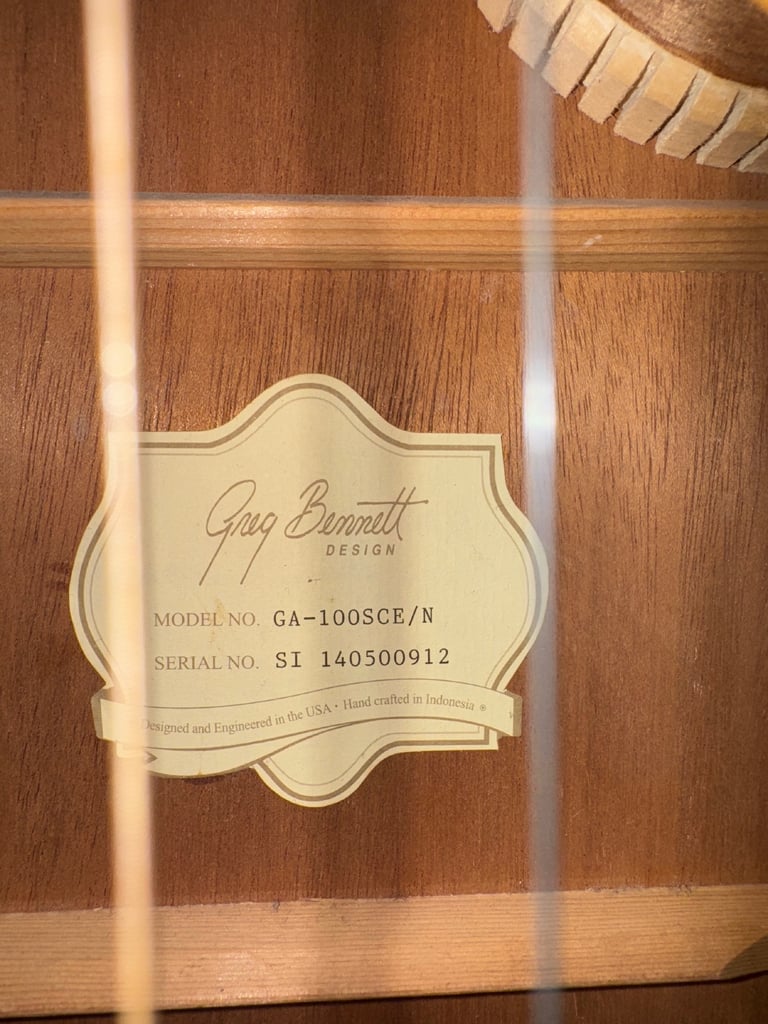 Greg Bennett
DESIGN
MODEL NO. GA-100SCE/N
SERIAL NO. SI 140500912
Designed and Engineered in the USA • Hand crafted in Indonesia ®